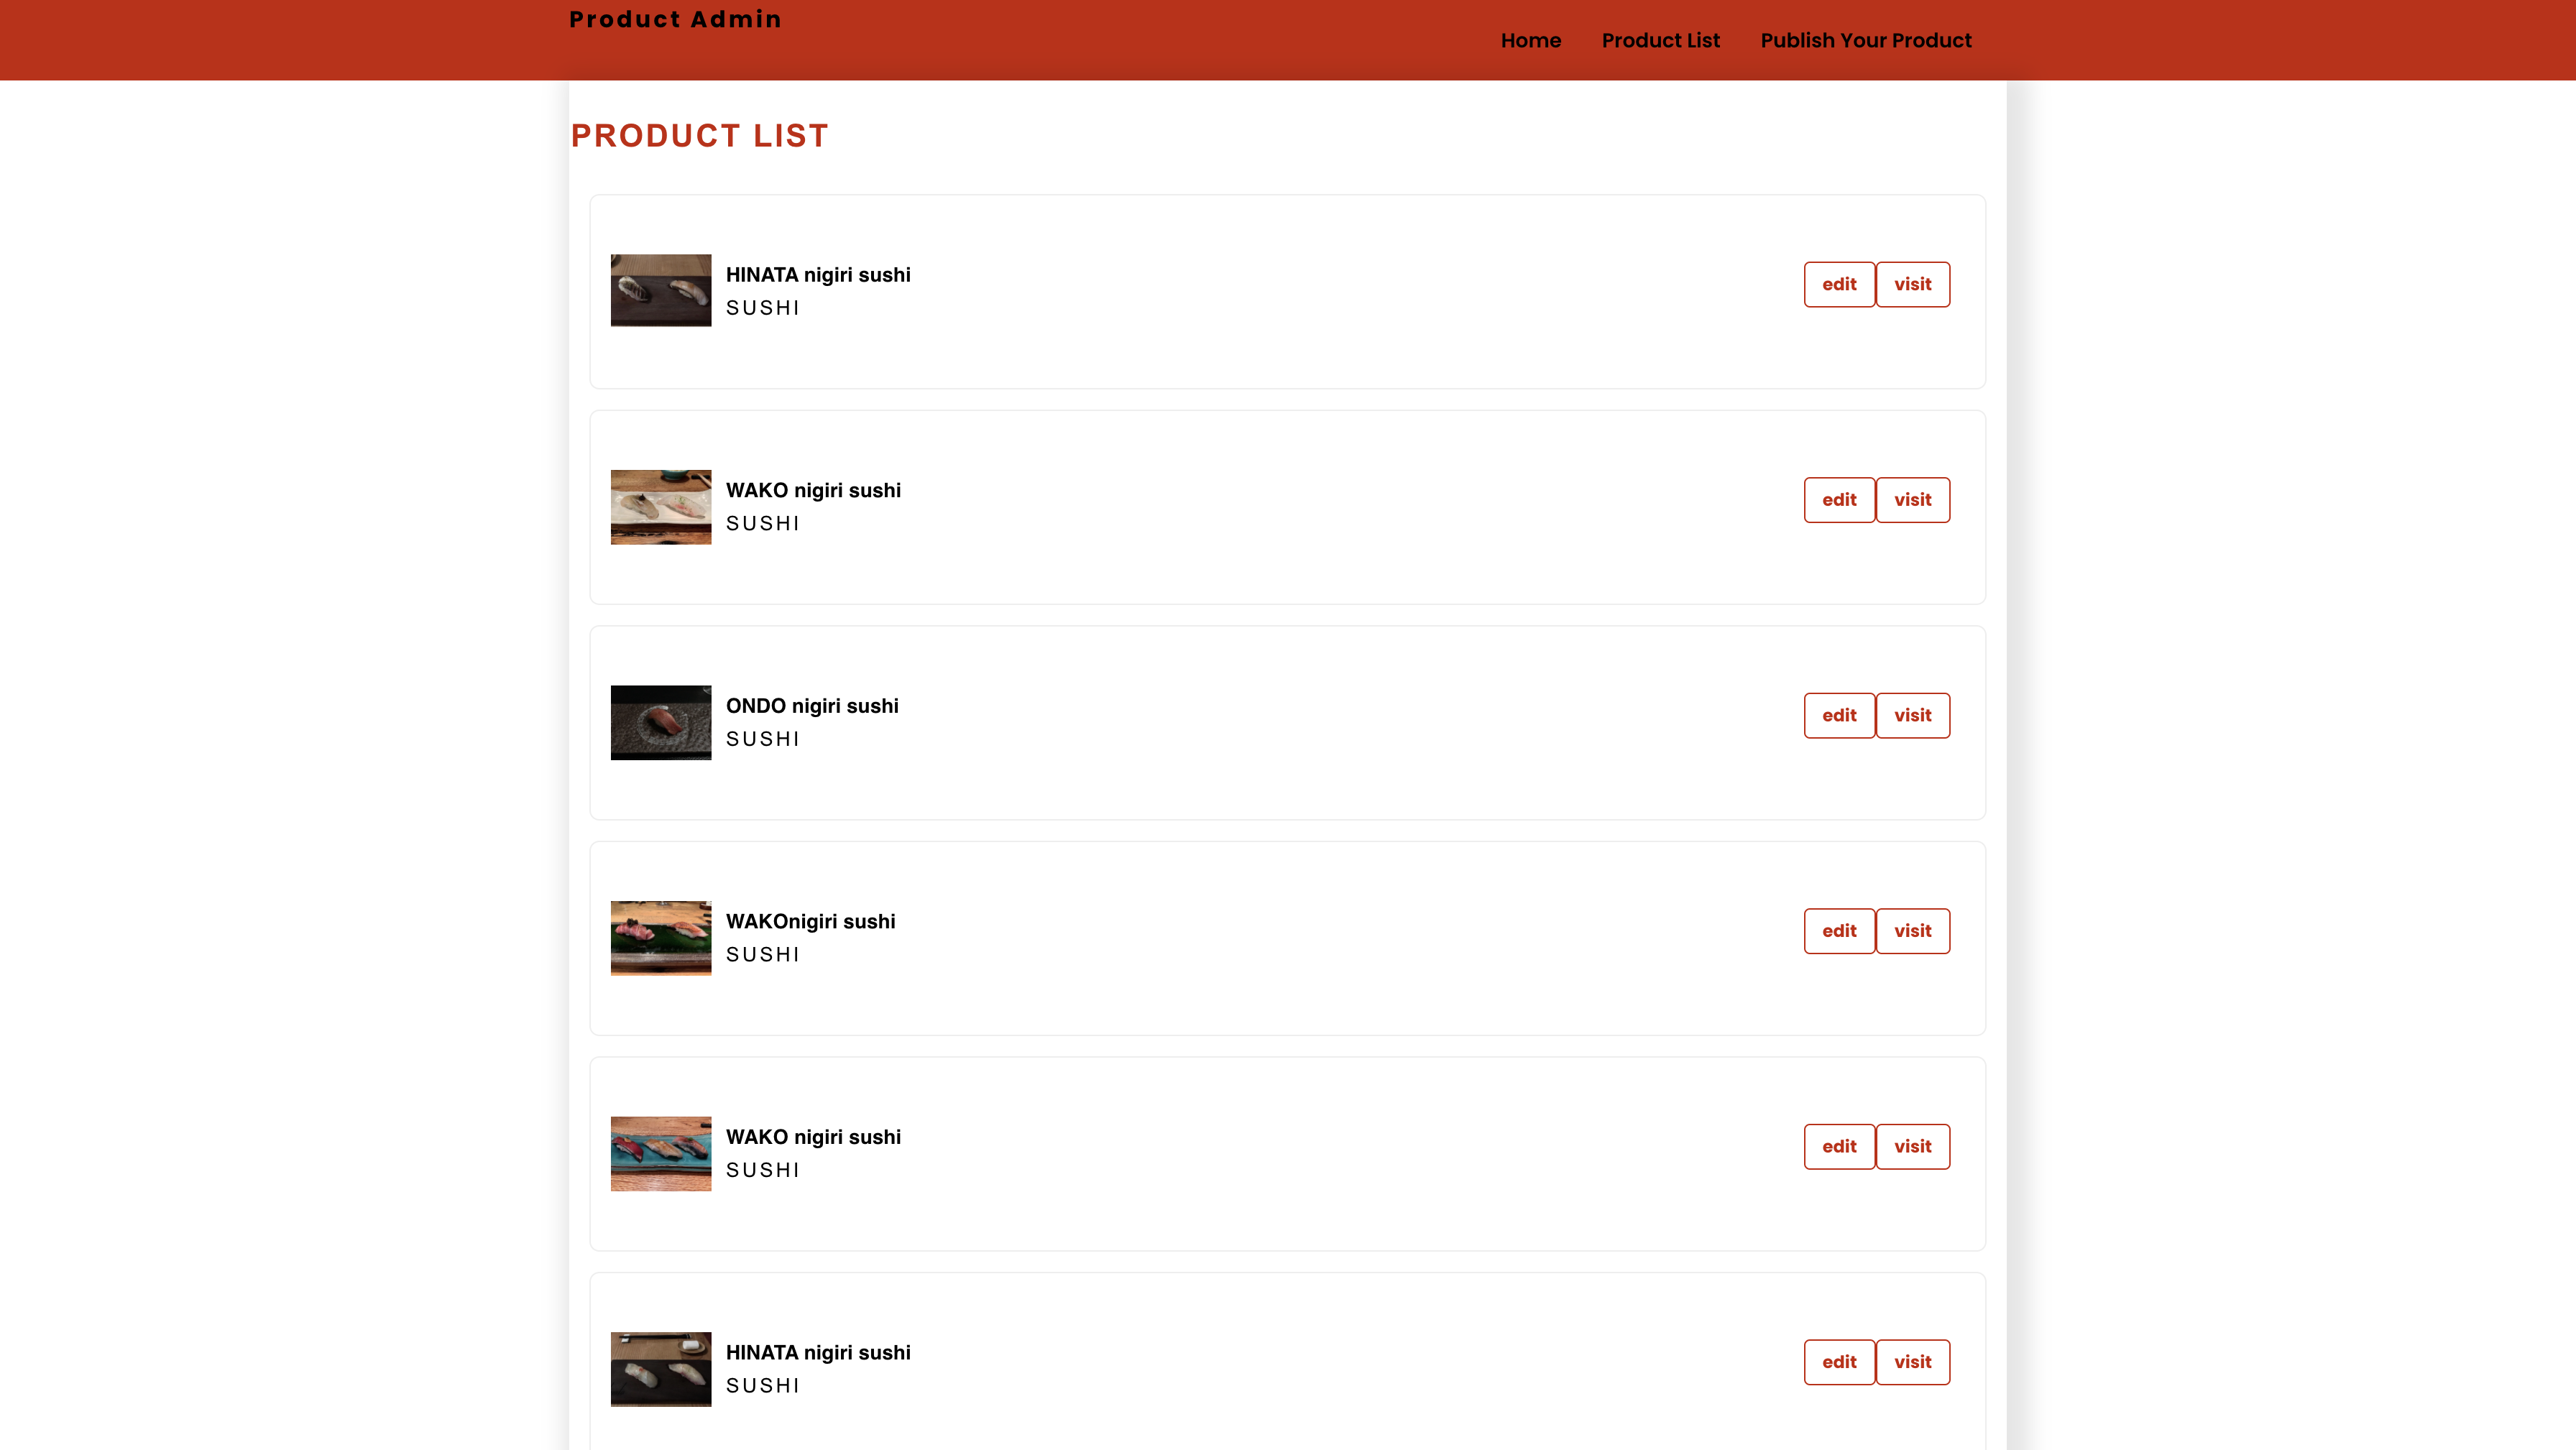 Product Admin
Home Product List Publish Your Product
PRODUCT LIST
HINATA nigiri sushi
SUSHI
edit visit
WAKO nigiri sushi
SUSHI
edit visit
ONDO nigiri sushi
SUSHI
edit visit
WAKOnigiri sushi
SUSHI
edit visit
WAKO nigiri sushi
SUSHI
edit visit
HINATA nigiri sushi
SUSHI
edit visit